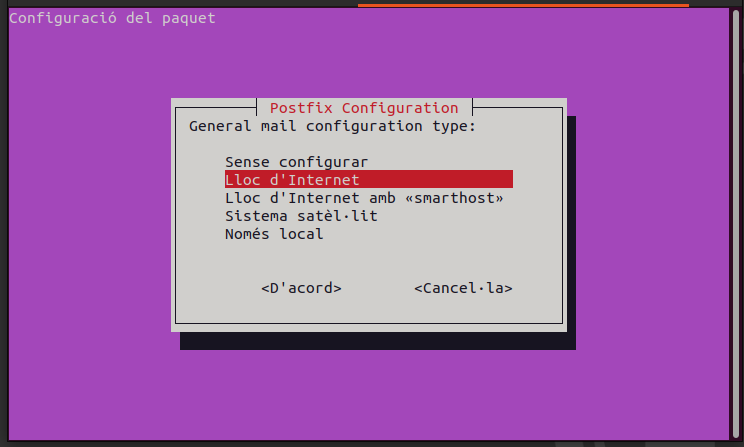 Configuració del paquet
Postfix Configuration
General mail configuration type:
Sense configurar
Lloc d'Internet
Lloc d'Internet amb «smarthost»
Sistema satèl·lit
Només local
<D'acord> <Cancel·la>